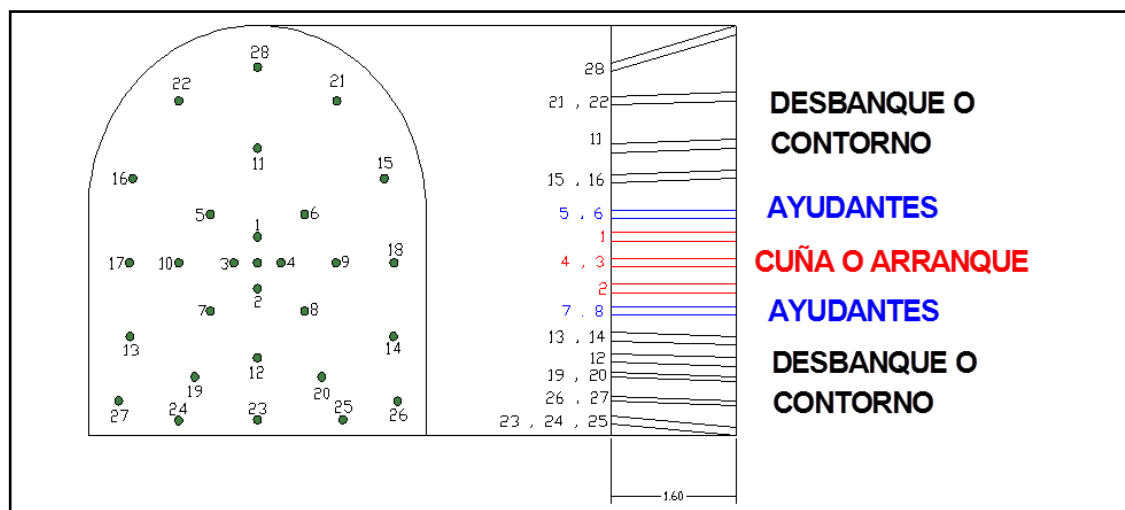 28
22
21
11
16
15
5
6
1
17
10
3
4
9
18
2
7
8
13
14
12
19
20
27
24
23
25
26
28
21 , 22
11
15 , 16
5 , 6
1
4 , 3
2
7 , 8
13 , 14
12
19 , 20
26 , 27
23 , 24 , 25
1.60
DESBANQUE O
CONTORNO
AYUDANTES
CUÑA O ARRANQUE
AYUDANTES
DESBANQUE O
CONTORNO